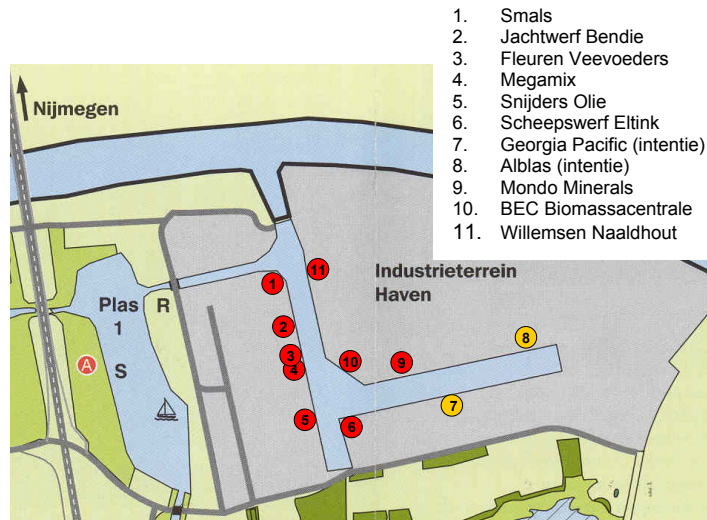 1. Smals
2. Jachtwerf Bendie
3. Fleuren Veevoeders
4. Megamix
5. Snijders Olie
6. Scheepswerf Eltink
7. Georgia Pacific (intentie)
8. Alblas (intentie)
9. Mondo Minerals
10. BEC Biomassacentrale
11. Willemsen Naaldhout
Nijmegen
Industrieterrein
Haven
Plas
1
R
S
A
1
2
3
4
5
6
7
8
9
10
11